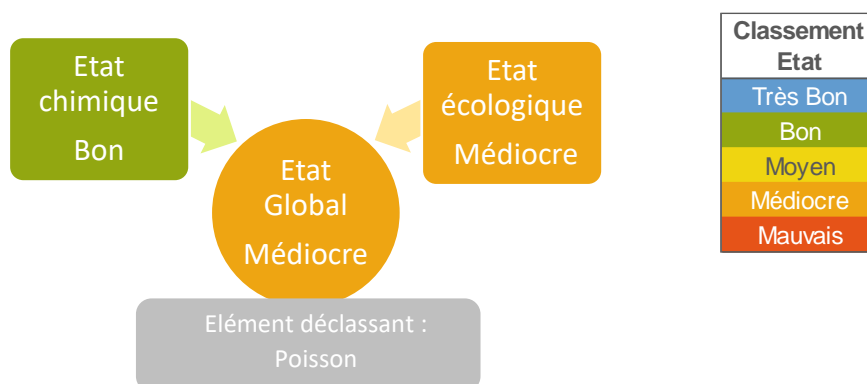 Etat
chimique
Bon
Etat
écologique
Médiocre
Etat
Global
Médiocre
Elément déclassant :
Poisson
Classement
Etat
Très Bon
Bon
Moyen
Médiocre
Mauvais